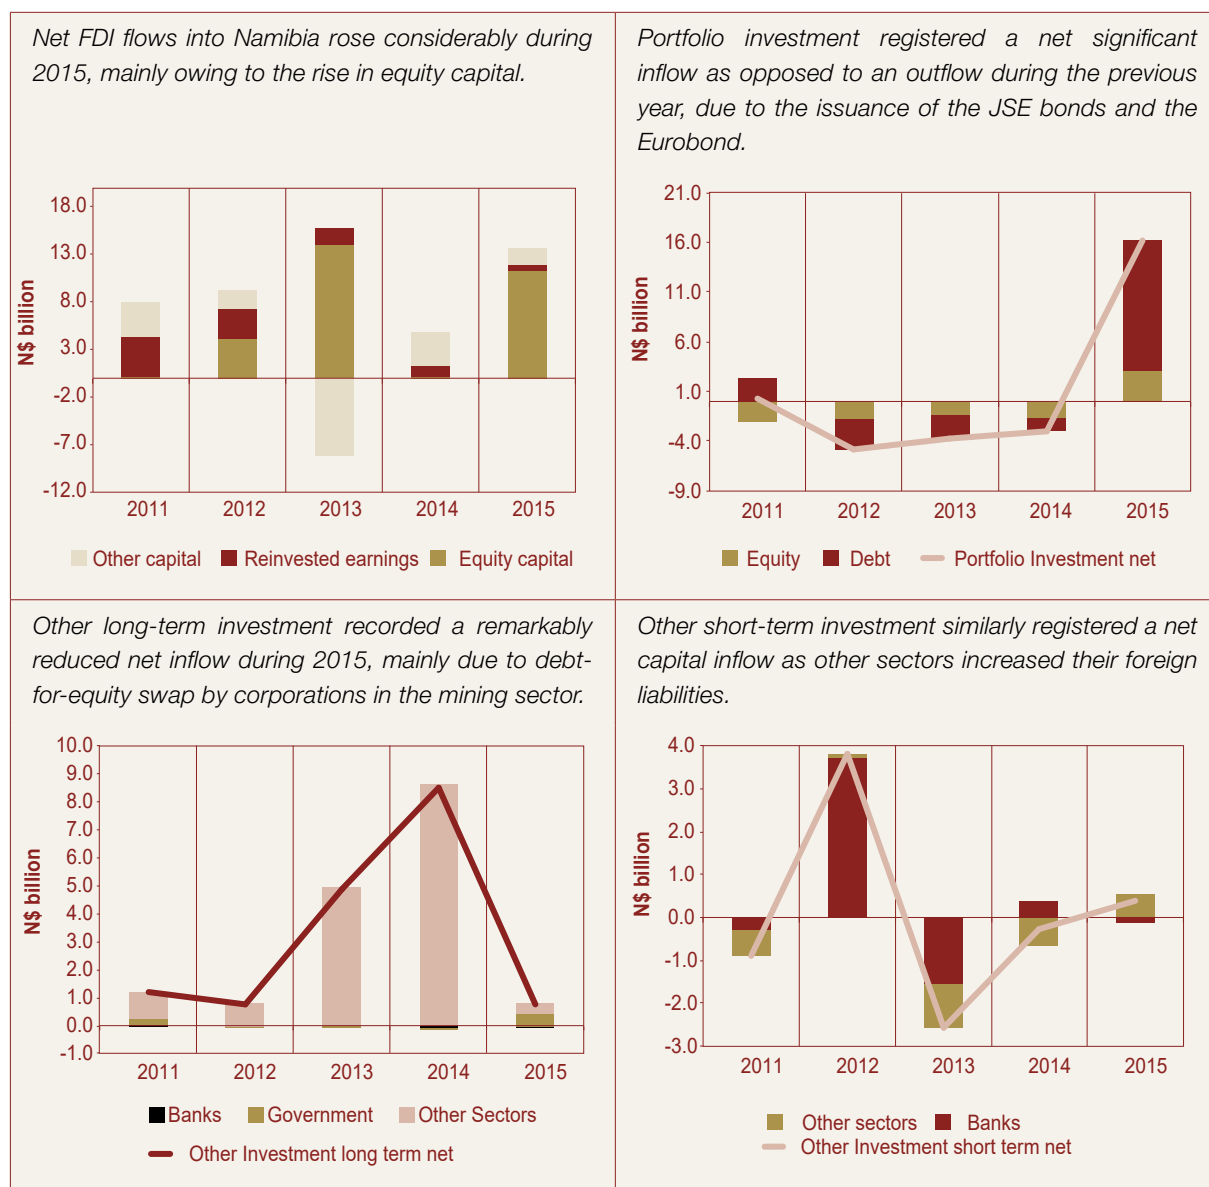 Net FDI flows into Namibia rose considerably during
2015, mainly owing to the rise in equity capital.
18.0
13.0
8.0
3.0
-2.0
-7.0
-12.0
N$ billion
2011 2012 2013 2014 2015
Other capital Reinvested earnings Equity capital
Portfolio investment registered a net significant
inflow as opposed to an outflow during the previous
year, due to the issuance of the JSE bonds and the
Eurobond.
21.0
16.0
11.0
6.0
1.0
-4.0
-9.0
N$ billion
2011 2012 2013 2014 2015
Equity Debt Portfolio Investment net
Other long-term investment recorded a remarkably
reduced net inflow during 2015, mainly due to debt-
for-equity swap by corporations in the mining sector.
10.0
9.0
8.0
7.0
6.0
5.0
4.0
3.0
2.0
1.0
0.0
-1.0
N$ billion
2011 2012 2013 2014 2015
Banks Government Other Sectors
Other Investment long term net
Other short-term investment similarly registered a net
capital inflow as other sectors increased their foreign
liabilities.
4.0
3.0
2.0
1.0
0.0
-1.0
-2.0
-3.0
N$ billion
2011 2012 2013 2014 2015
Other sectors Banks
Other Investment short term net